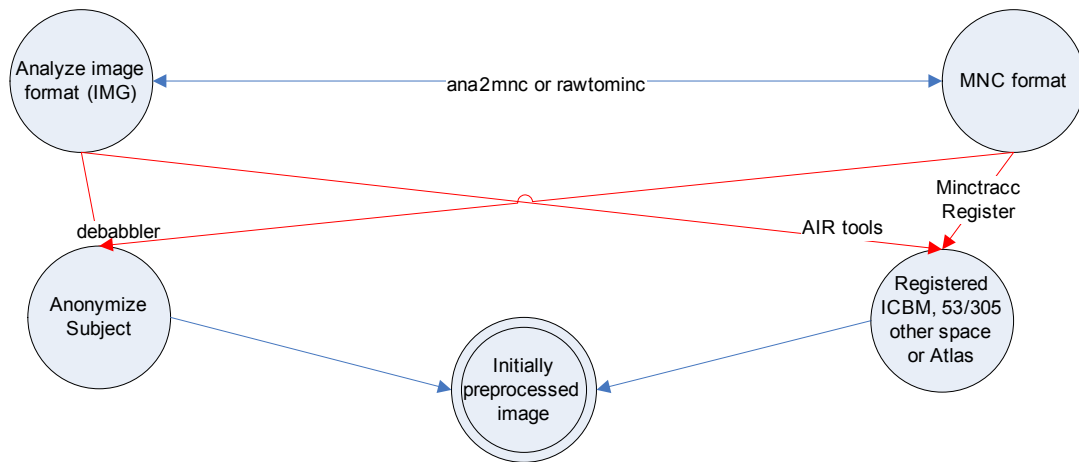 Analyze image
format (IMG)
ana2mnc or rawtominc
MNC format
Minctracc
Register
debabbler
AIR tools
Anonymize
Subject
Registered
ICBM, 53/305
other space
or Atlas
Initially
preprocessed
image